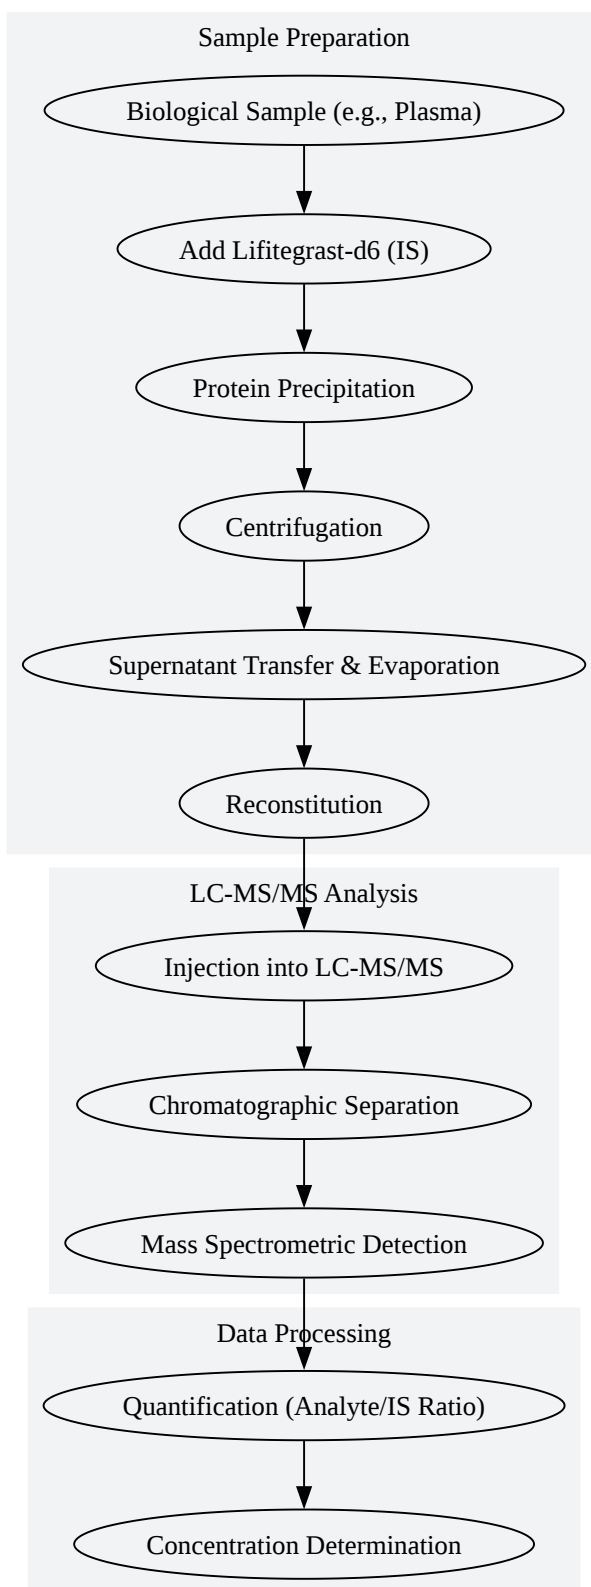 Sample Preparation
Biological Sample (e.g., Plasma)
Add Lifitegrast-d6 (IS)
Protein Precipitation
Centrifugation
Supernatant Transfer & Evaporation
Reconstitution
LC-MS/MS Analysis
Injection into LC-MS/MS
Chromatographic Separation
Mass Spectrometric Detection
Data Processing
Quantification (Analyte/IS Ratio)
Concentration Determination